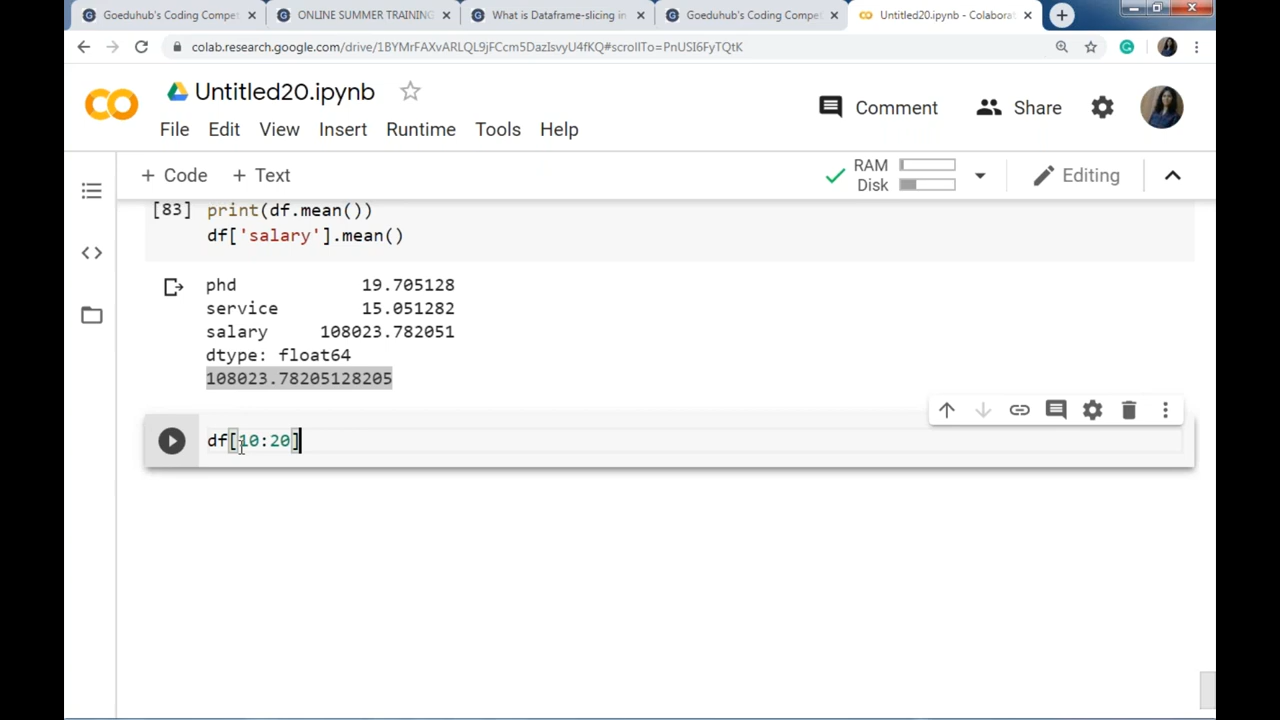 Goeduhub's Coding Compet
ONLINE SUMMER TRAINING
What is Dataframe-slicing in
Goeduhub's Coding Compet
Untitled20.ipynb - Colaborat
colab.research.google.com/drive/1BYMrFAXvARLQL9jFCcm5DazIsvyU4fKQ#scrollTo=PnUSI6FyTQtK
CO
Untitled20.ipynb
Comment
Share
File Edit View Insert Runtime Tools Help
+ Code + Text
RAM
Disk
Editing
[83] print(df.mean())
df['salary'].mean()
phd 19.705128
service 15.051282
salary 108023.782051
dtype: float64
108023.78205128205
df[10:20]